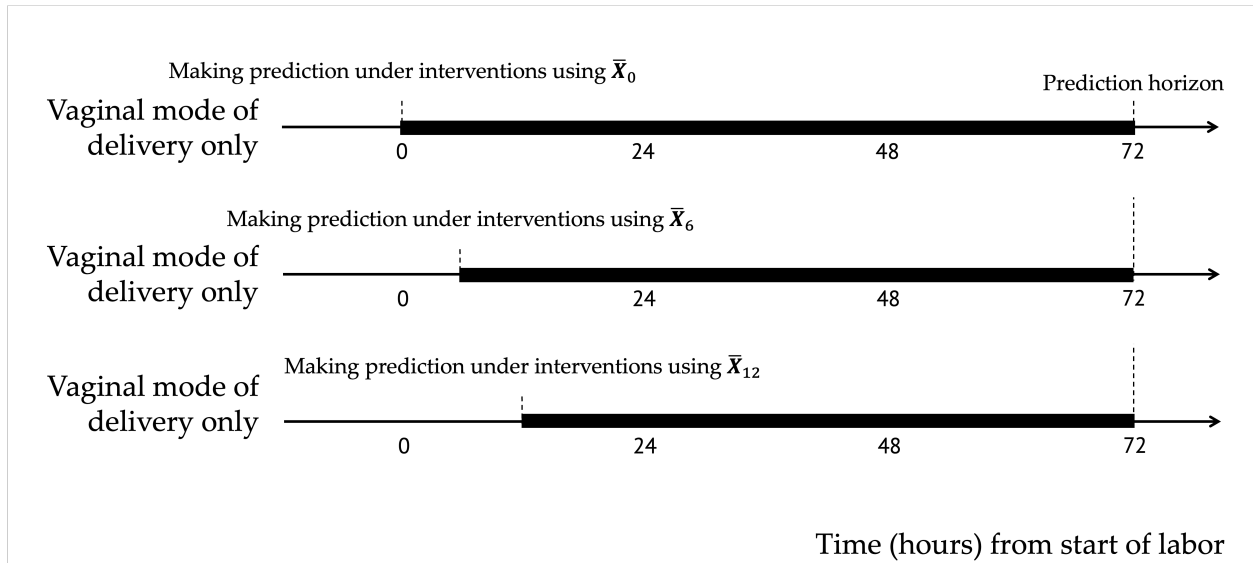 Making prediction under interventions using X̅₀
Prediction horizon
Vaginal mode of
delivery only
0 24 48 72
Making prediction under interventions using X̅₆
Vaginal mode of
delivery only
0 24 48 72
Making prediction under interventions using X̅₁₂
Vaginal mode of
delivery only
0 24 48 72
Time (hours) from start of labor